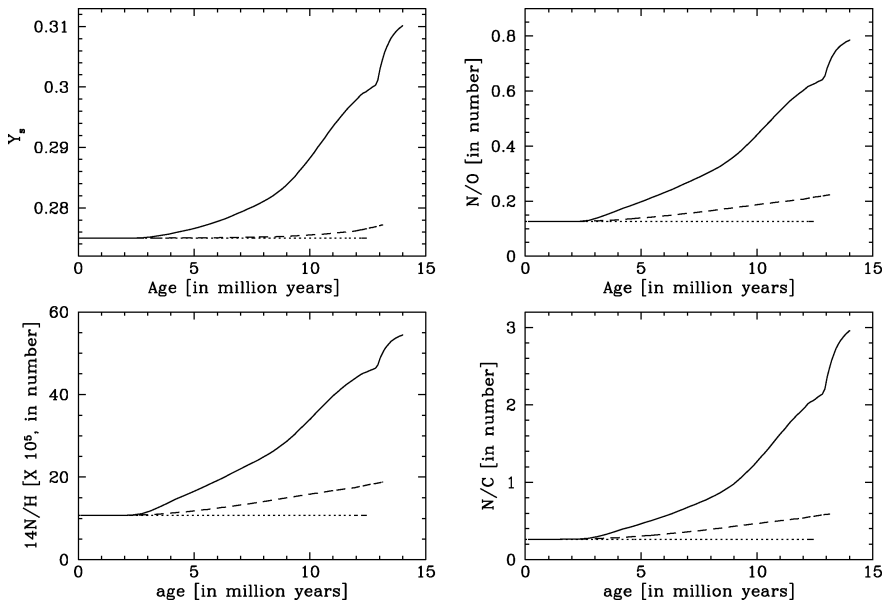 0.31
0.3
0.29
0.28
Yₛ
0 5 10 15
Age [in million years]
0.8
0.6
0.4
0.2
0
N/O [in number]
0 5 10 15
Age [in million years]
60
40
20
0
14N/H [X 10⁵, in number]
0 5 10 15
age [in million years]
3
2
1
0
N/C [in number]
0 5 10 15
age [in million years]